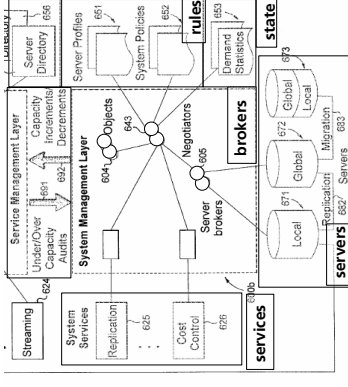 Directory
656
Server
Directory
651
Server Profiles
652
System Policies
rules
653
Demand
Statistics
state
Service Management Layer
Capacity
Increments/
Decrements
691
692
Under/Over
Capacity
Audits
624
Streaming
System Management Layer
Objects
604
643
Negotiators
605
Server
brokers
brokers
600b
System
Services
Replication
625
Cost
Control
626
services
673
Global
Local
672
Global
671
Local
Migration
683
Replication
682
Servers
servers